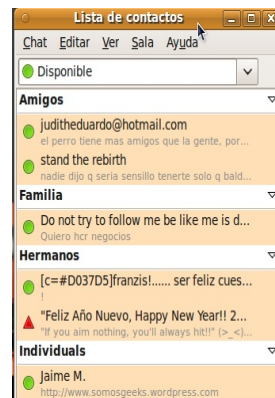 Lista de contactos
Chat Editar Ver Sala Ayuda
Disponible
Amigos
juditheduardo@hotmail.com
el perro tiene mas amigos que la gente, por...
stand the rebirth
nadie dijo q seria sensillo tenerte solo q bald...
Familia
Do not try to follow me be like me is d...
Quiero hcr negocios
Hermanos
[c=#D037D5]franzis!...... ser feliz cues...
!
"Feliz Año Nuevo, Happy New Year!! 2...
"If you aim nothing, you'll always hit!!" (>_<)...
Individuals
Jaime M.
http://www.somosgeeks.wordpress.com